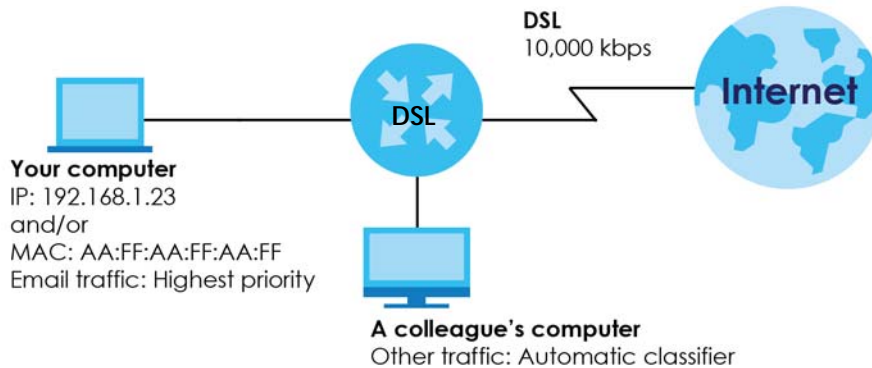 DSL
10,000 kbps
Internet
DSL
Your computer
IP: 192.168.1.23
and/or
MAC: AA:FF:AA:FF:AA:FF
Email traffic: Highest priority
A colleague's computer
Other traffic: Automatic classifier